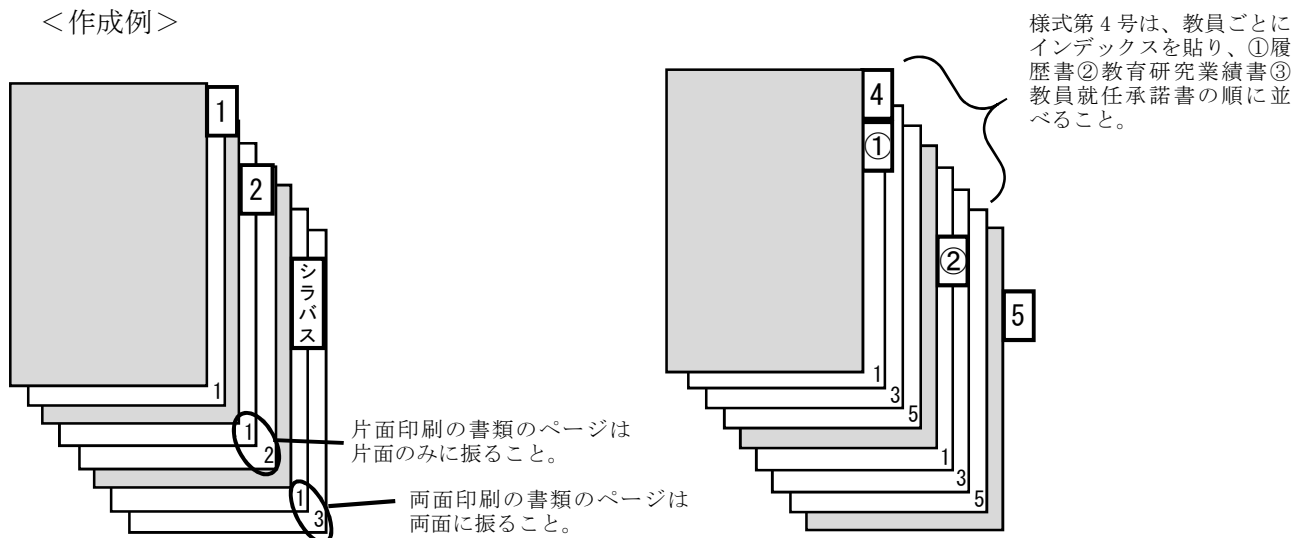 ＜作成例＞
様式第４号は、教員ごとに
インデックスを貼り、①履
歴書②教育研究業績書③
教員就任承諾書の順に並
べること。
1
2
シラバス
1
1
2
1
3
片面印刷の書類のページは
片面のみに振ること。
両面印刷の書類のページは
両面に振ること。
4
①
②
5
1
3
5
1
3
5